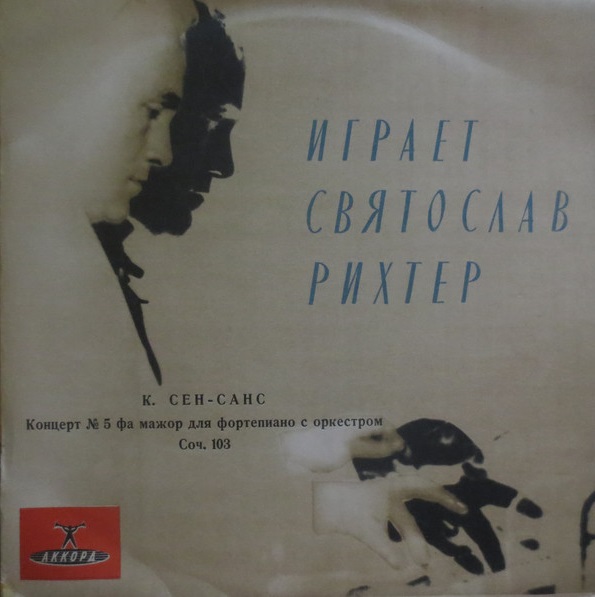 ИГРАЕТ
СВЯТОСЛАВ
РИХТЕР
К. СЕН-САНС
Концерт № 5 фа мажор для фортепиано с оркестром
Соч. 103
АККОРД